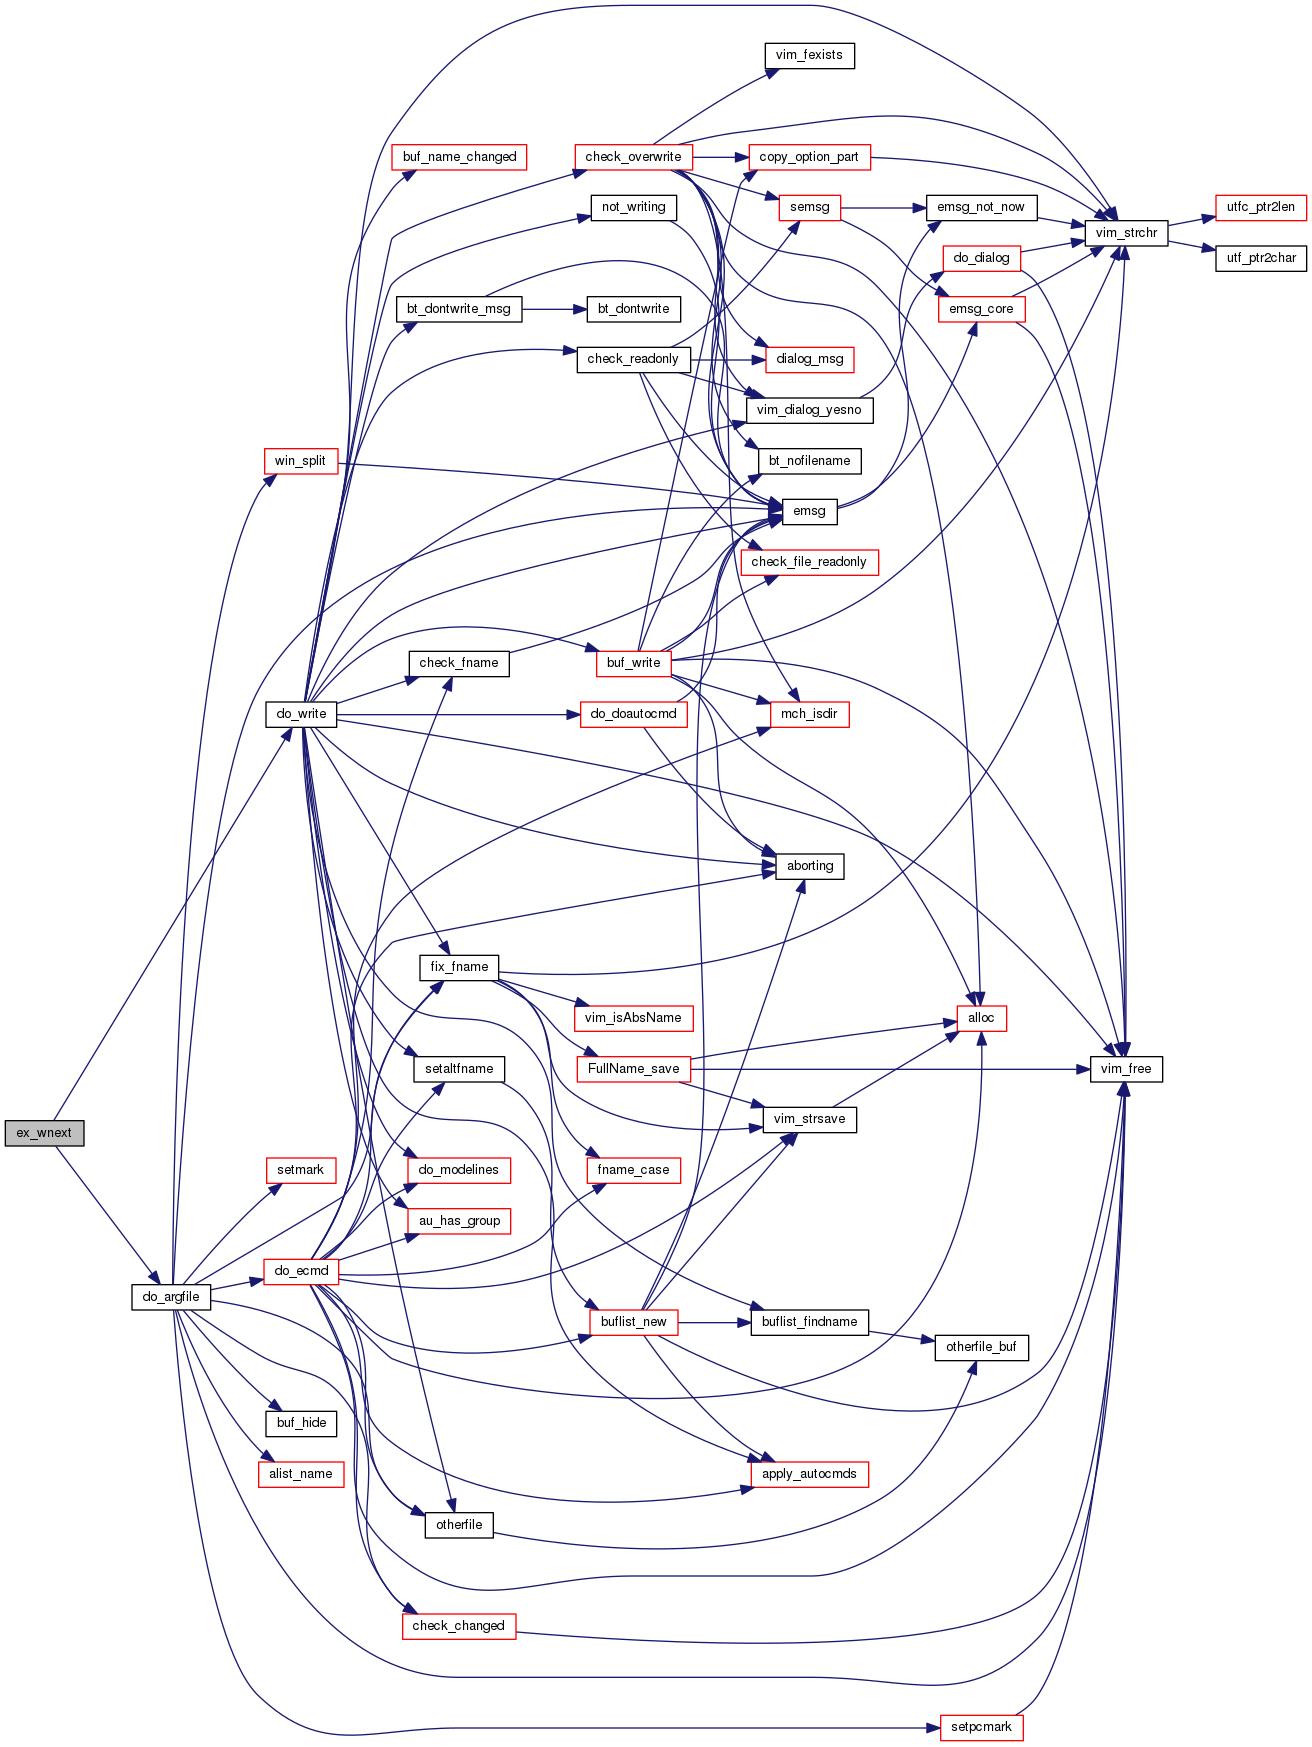 vim_fexists
buf_name_changed
check_overwrite
copy_option_part
not_writing
semsg
emsg_not_now
utfc_ptr2len
vim_strchr
do_dialog
utf_ptr2char
bt_dontwrite_msg
bt_dontwrite
emsg_core
check_readonly
dialog_msg
vim_dialog_yesno
win_split
bt_nofilename
emsg
check_file_readonly
check_fname
buf_write
do_write
do_doautocmd
mch_isdir
aborting
fix_fname
vim_isAbsName
alloc
setaltfname
FullName_save
vim_free
ex_wnext
vim_strsave
setmark
do_modelines
fname_case
au_has_group
do_ecmd
do_argfile
buflist_new
buflist_findname
otherfile_buf
buf_hide
alist_name
apply_autocmds
otherfile
check_changed
setpcmark